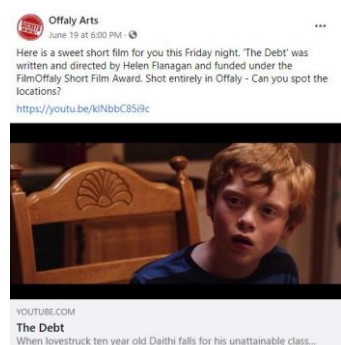 Offaly Arts
June 19 at 6:00 PM ·
Here is a sweet short film for you this Friday night. 'The Debt' was
written and directed by Helen Flanagan and funded under the
FilmOffaly Short Film Award. Shot entirely in Offaly - Can you spot the
locations?
https://youtu.be/klNbbC85i9c
YOUTUBE.COM
The Debt
When lovestruck ten year old Daithi falls for his unattainable class...